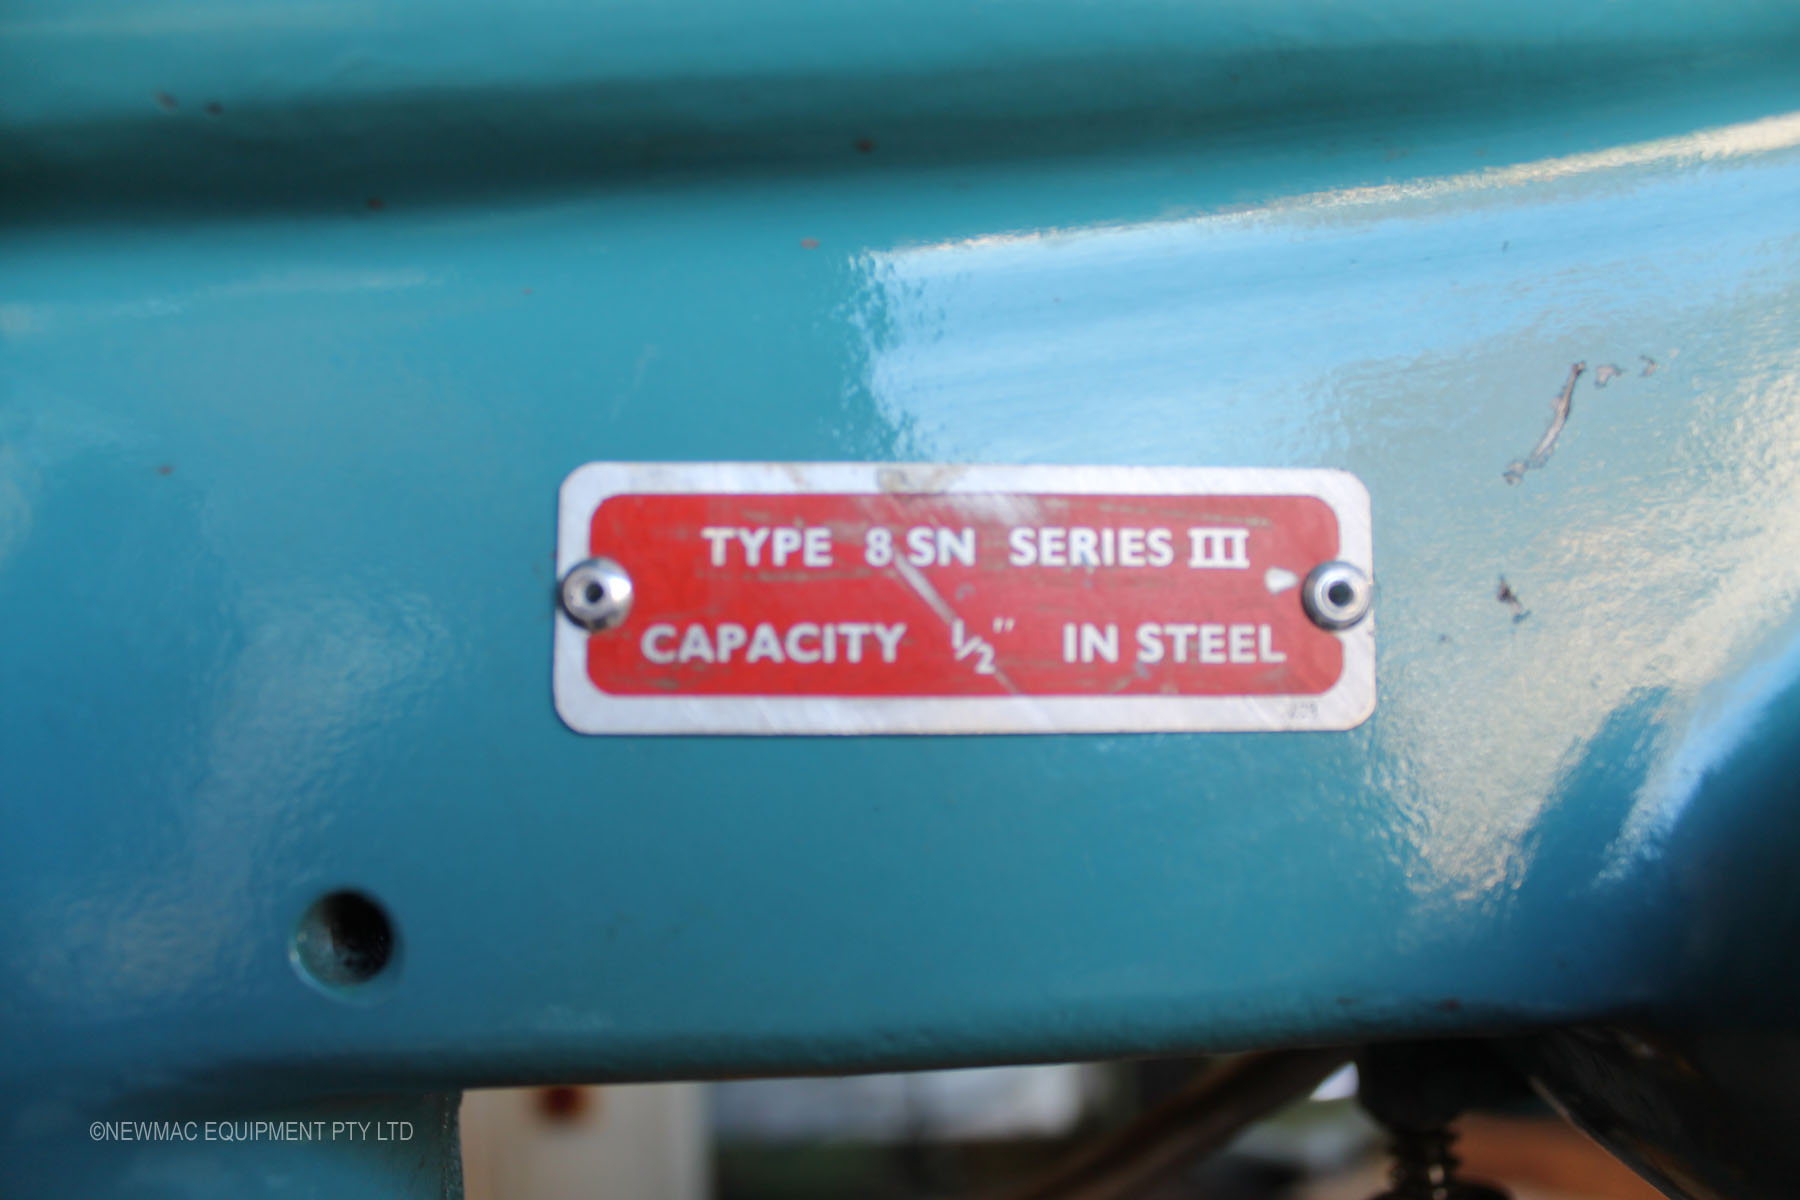 TYPE 8 SN SERIES III
CAPACITY 1/2" IN STEEL
©NEWMAC EQUIPMENT PTY LTD